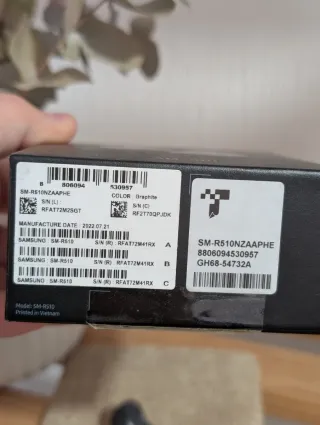 8 806094 530957
SM-R510NZAAPHE
COLOR : Graphite
S/N (L)
RFAT72M2SGT
S/N (C)
RF2T70QPJDK
MANUFACTURE DATE : 2022.07.21
SAMSUNG SM-R510 S/N (R) : RFAT72M41RX A
SAMSUNG SM-R510 S/N (R) : RFAT72M41RX B
SAMSUNG SM-R510 S/N (R) : RFAT72M41RX C
Model: SM-R510
Printed in Vietnam
SM-R510NZAAPHE
8806094530957
GH68-54732A